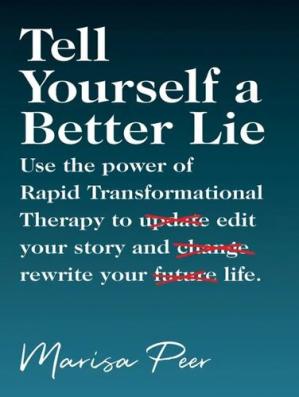 Tell
Yourself a
Better Lie
Use the power of
Rapid Transformational
Therapy to update edit
your story and change
rewrite your future life.
Marisa Peer